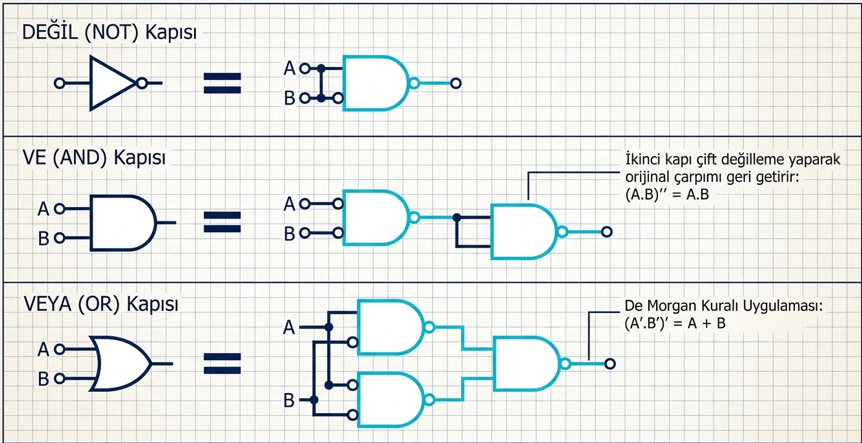 DEĞİL (NOT) Kapısı
A
B
VE (AND) Kapısı
A
B
A
B
İkinci kapı çift değilleme yaparak
orijinal çarpımı geri getirir:
(A.B)′′ = A.B
VEYA (OR) Kapısı
A
B
A
B
De Morgan Kuralı Uygulaması:
(A′.B′)′ = A + B